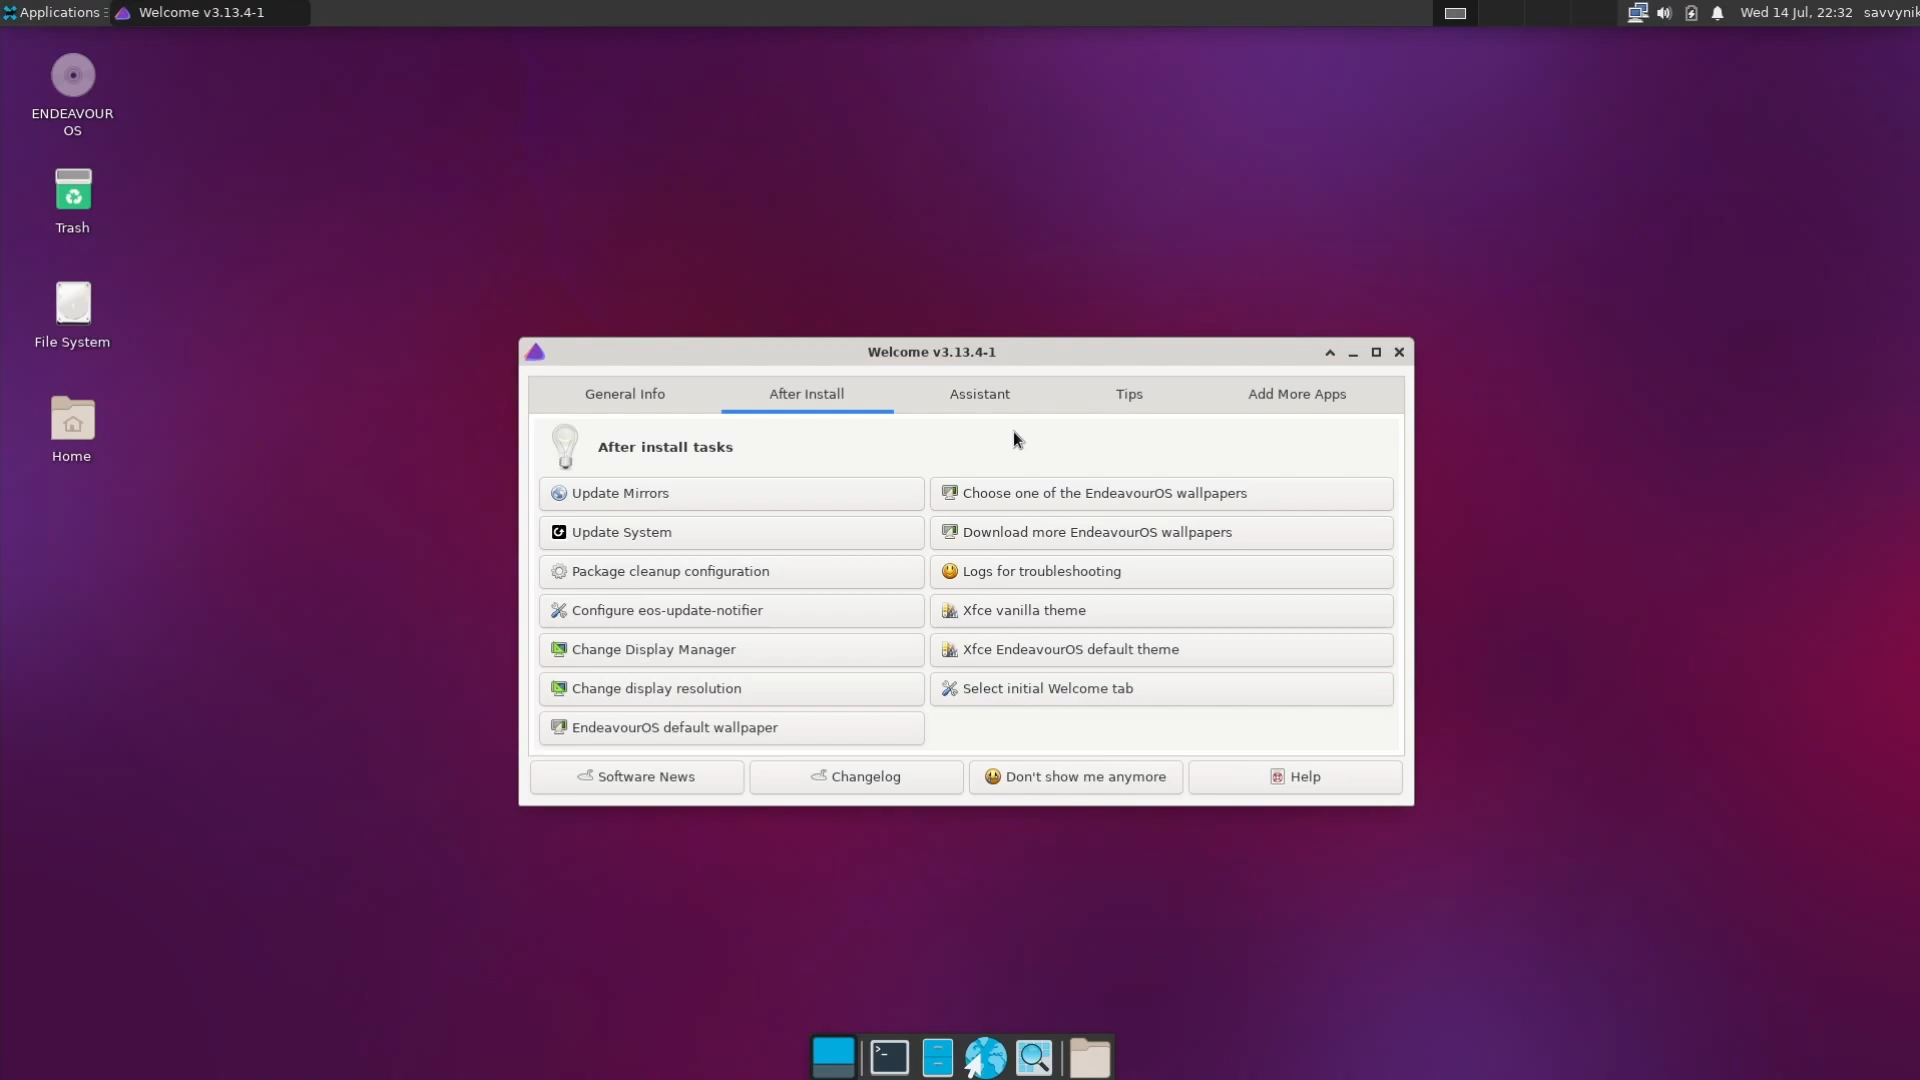 Applications
Welcome v3.13.4-1
Wed 14 Jul, 22:32
savvynik
ENDEAVOUR
OS
Trash
File System
Home
Welcome v3.13.4-1
General Info
After Install
Assistant
Tips
Add More Apps
After install tasks
Update Mirrors
Choose one of the EndeavourOS wallpapers
Update System
Download more EndeavourOS wallpapers
Package cleanup configuration
Logs for troubleshooting
Configure eos-update-notifier
Xfce vanilla theme
Change Display Manager
Xfce EndeavourOS default theme
Change display resolution
Select initial Welcome tab
EndeavourOS default wallpaper
Software News
Changelog
Don't show me anymore
Help